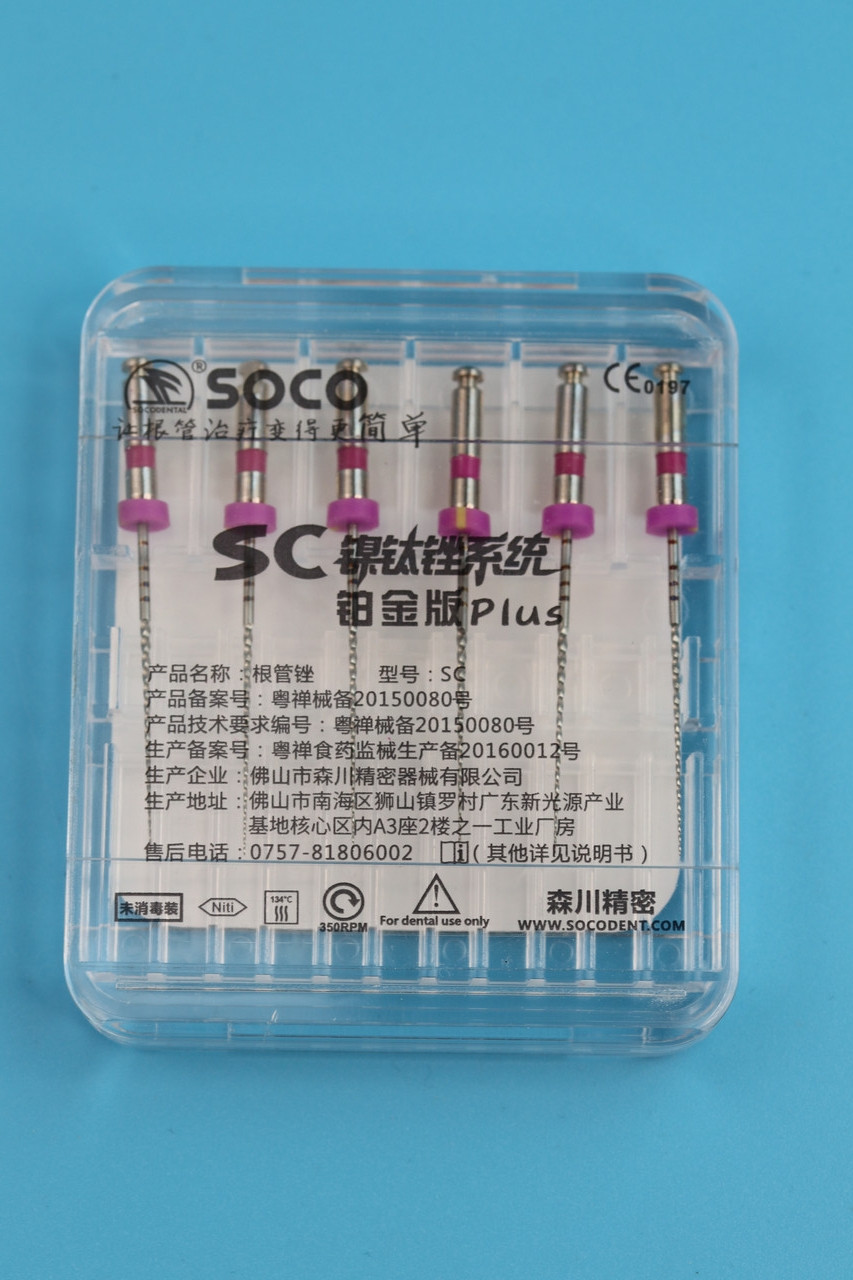 ® SOCO
SOCODENTAL
CE 0197
让根管治疗变得更简单
SC 镍钛锉系统
铂金版Plus
产品名称：根管锉 型号：SC
产品备案号：粤禅械备20150080号
产品技术要求编号：粤禅械备20150080号
生产备案号：粤禅食药监械生产备20160012号
生产企业：佛山市森川精密器械有限公司
生产地址：佛山市南海区狮山镇罗村广东新光源产业
基地核心区内A3座2楼之一工业厂房
售后电话：0757-81806002 i（其他详见说明书）
未消毒装
Niti
134°C
350RPM
For dental use only
森川精密
WWW.SOCODENT.COM